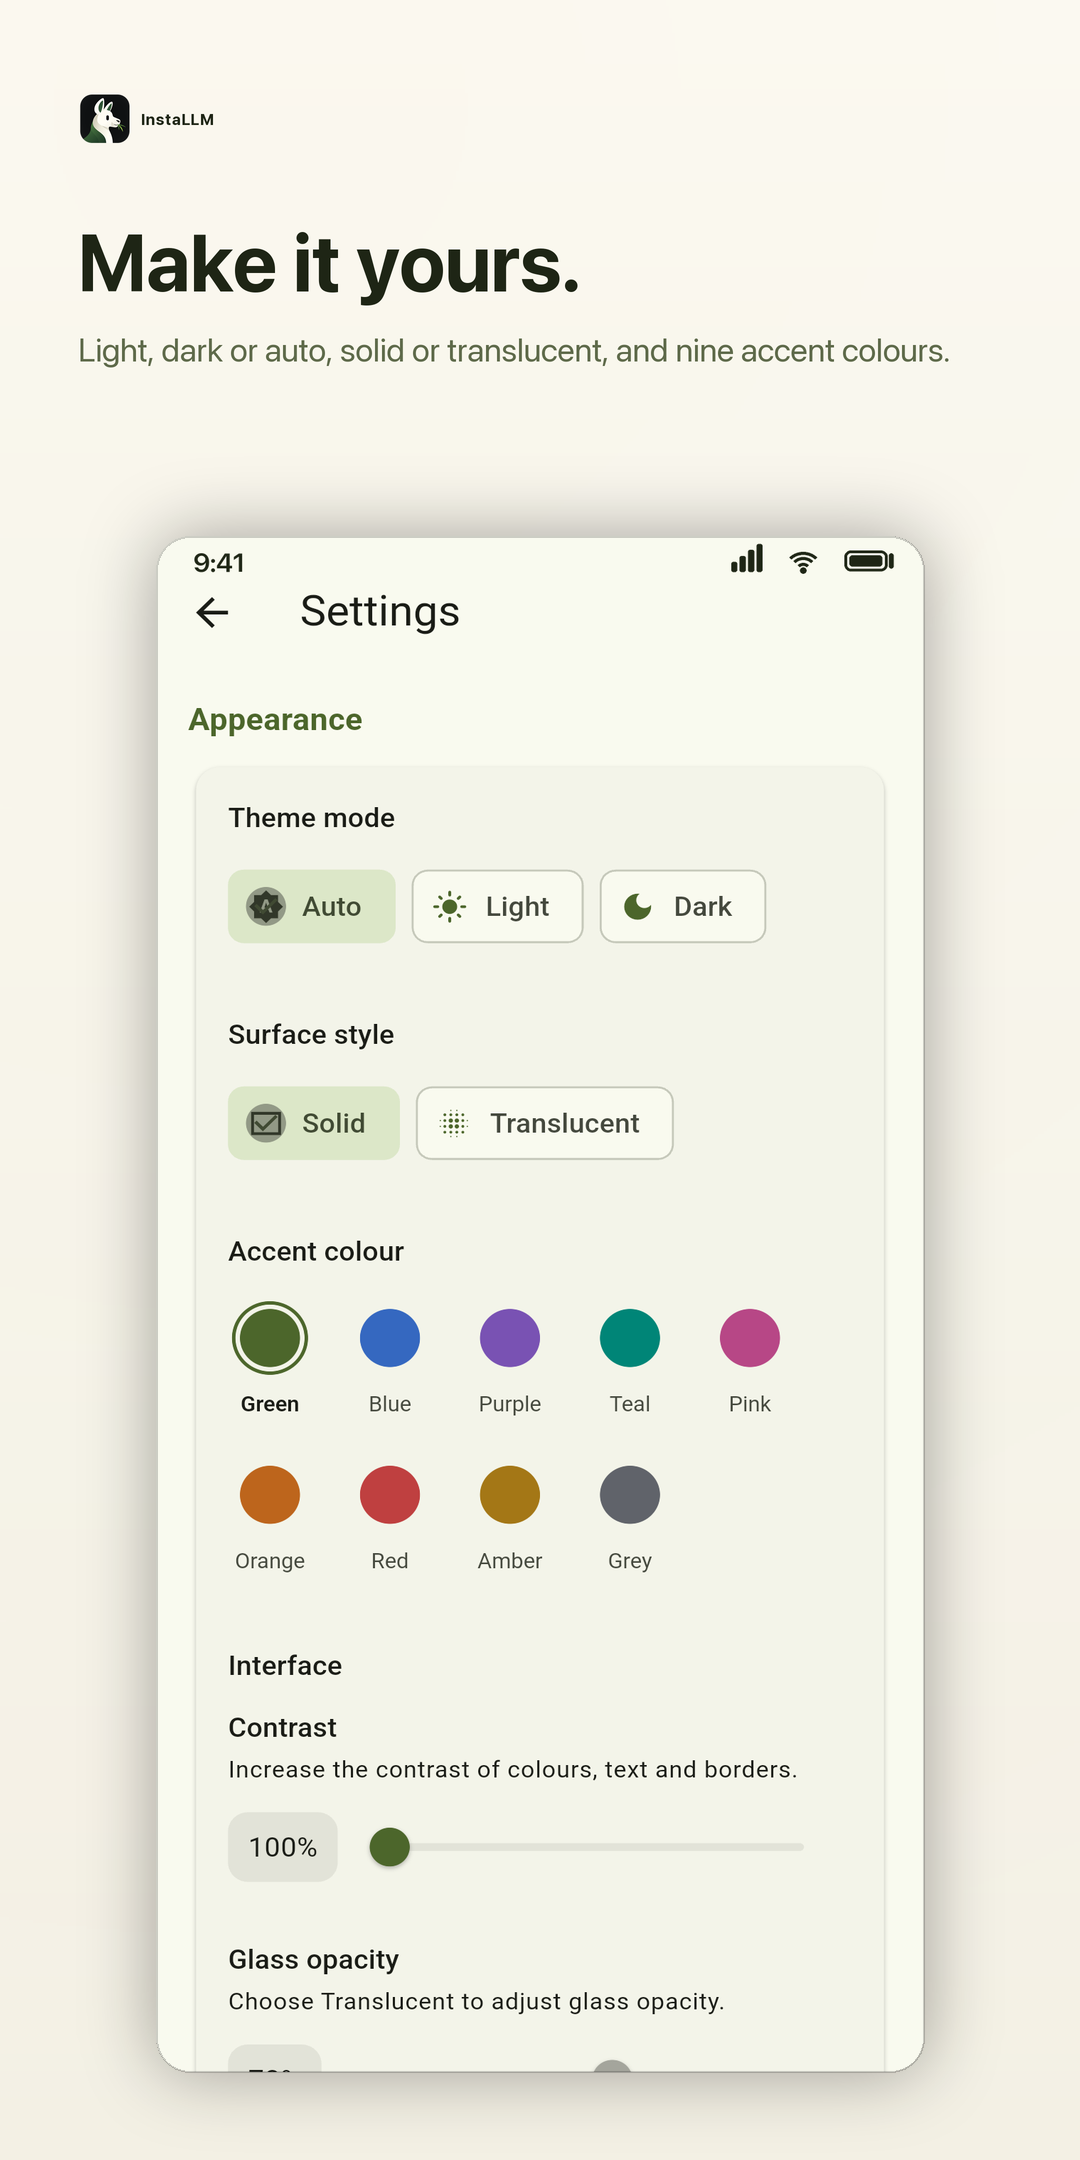 InstaLLM
Make it yours.
Light, dark or auto, solid or translucent, and nine accent colours.
9:41
Settings
Appearance
Theme mode
Auto Light Dark
Surface style
Solid Translucent
Accent colour
Green Blue Purple Teal Pink
Orange Red Amber Grey
Interface
Contrast
Increase the contrast of colours, text and borders.
100%
Glass opacity
Choose Translucent to adjust glass opacity.